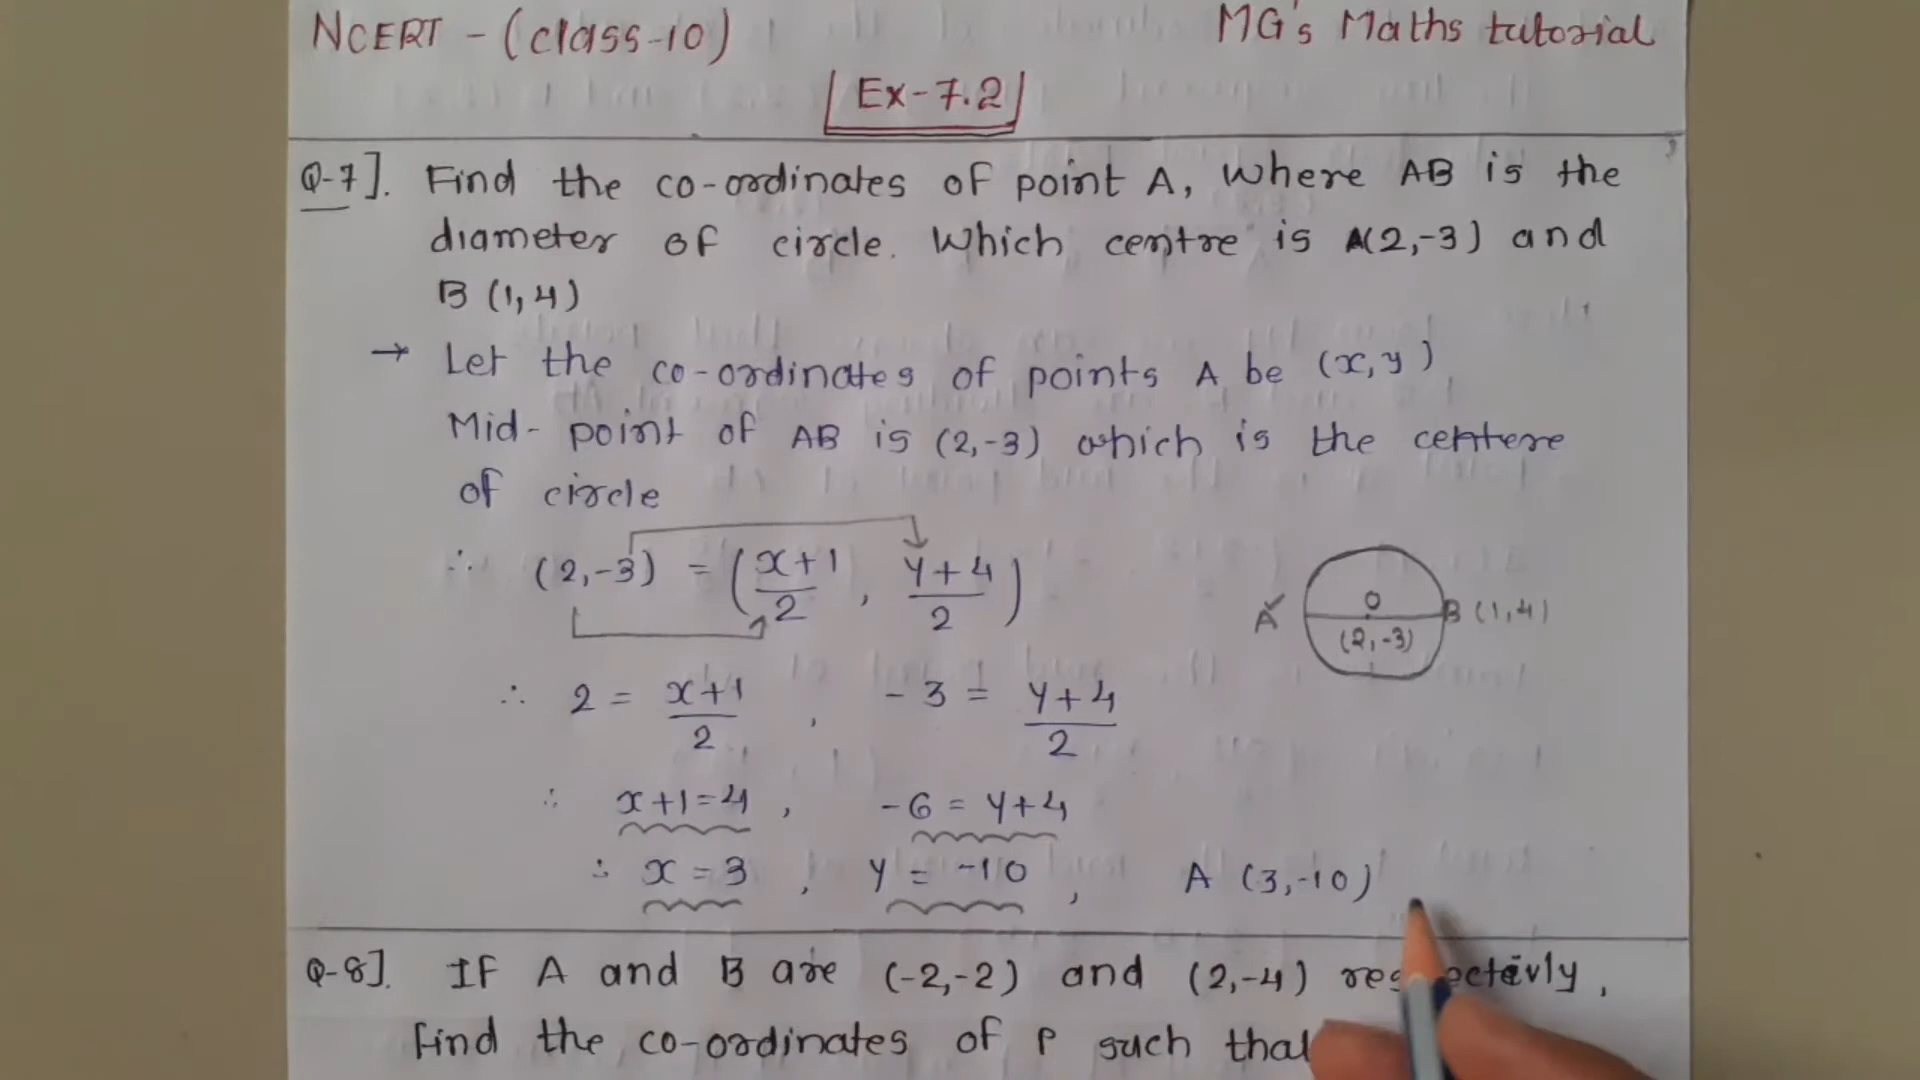 NCERT - (class-10)
MG's Maths tutorial
Ex-7.2
Q-7]. Find the co-ordinates of point A, where AB is the
diameter of circle. Which centre is A(2,-3) and
B (1,4)
→ Let the co-ordinates of points A be (x,y)
Mid-point of AB is (2,-3) which is the centere
of circle
∴ (2,-3) = (x+1/2, y+4/2)
A O B (1,4)
(2,-3)
∴ 2 = x+1/2 , -3 = y+4/2
∴ x+1=4 , -6 = y+4
∴ x = 3 , y = -10 , A (3,-10)
Q-8]. If A and B are (-2,-2) and (2,-4)
Find the co-ordinates of P such